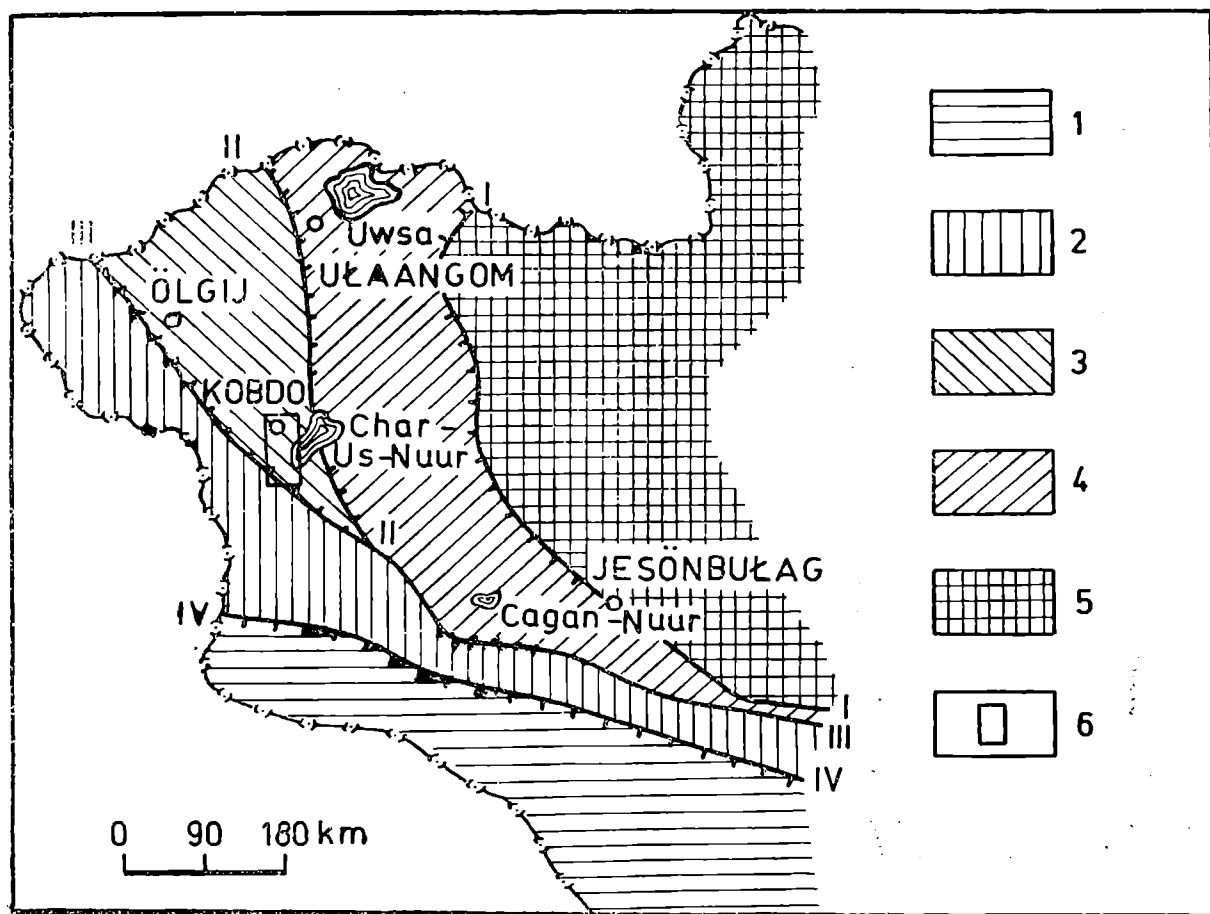 II
I
III
Uwsa
UŁAANGOM
ÖLGIJ
KOBDO
Char-
Us-Nuur
II
JESÖNBUŁAG
Cagan-Nuur
IV
I
III
IV
0 90 180 km
1
2
3
4
5
6